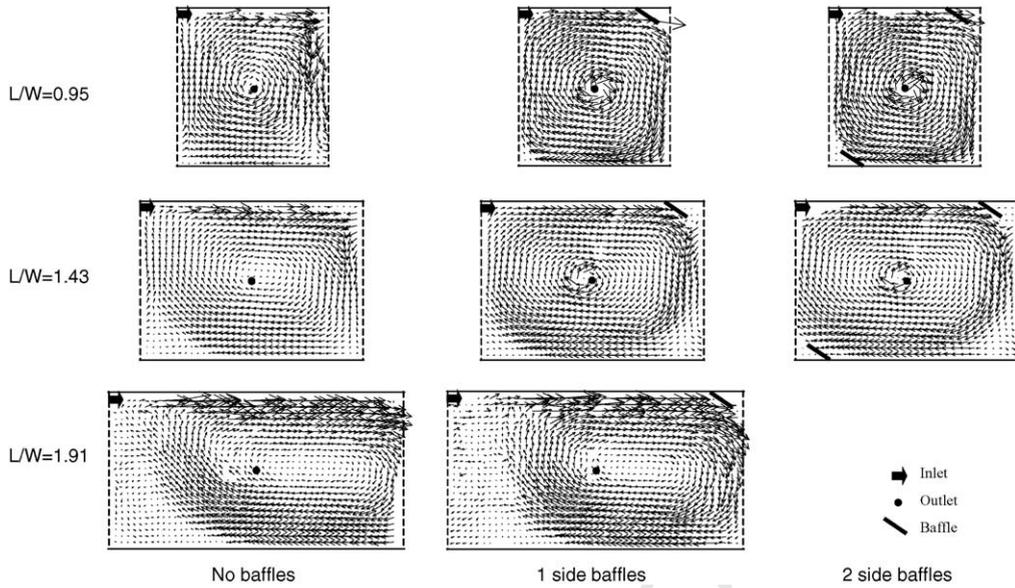 L/W=0.95
L/W=1.43
L/W=1.91
Inlet
Outlet
Baffle
No baffles
1 side baffles
2 side baffles